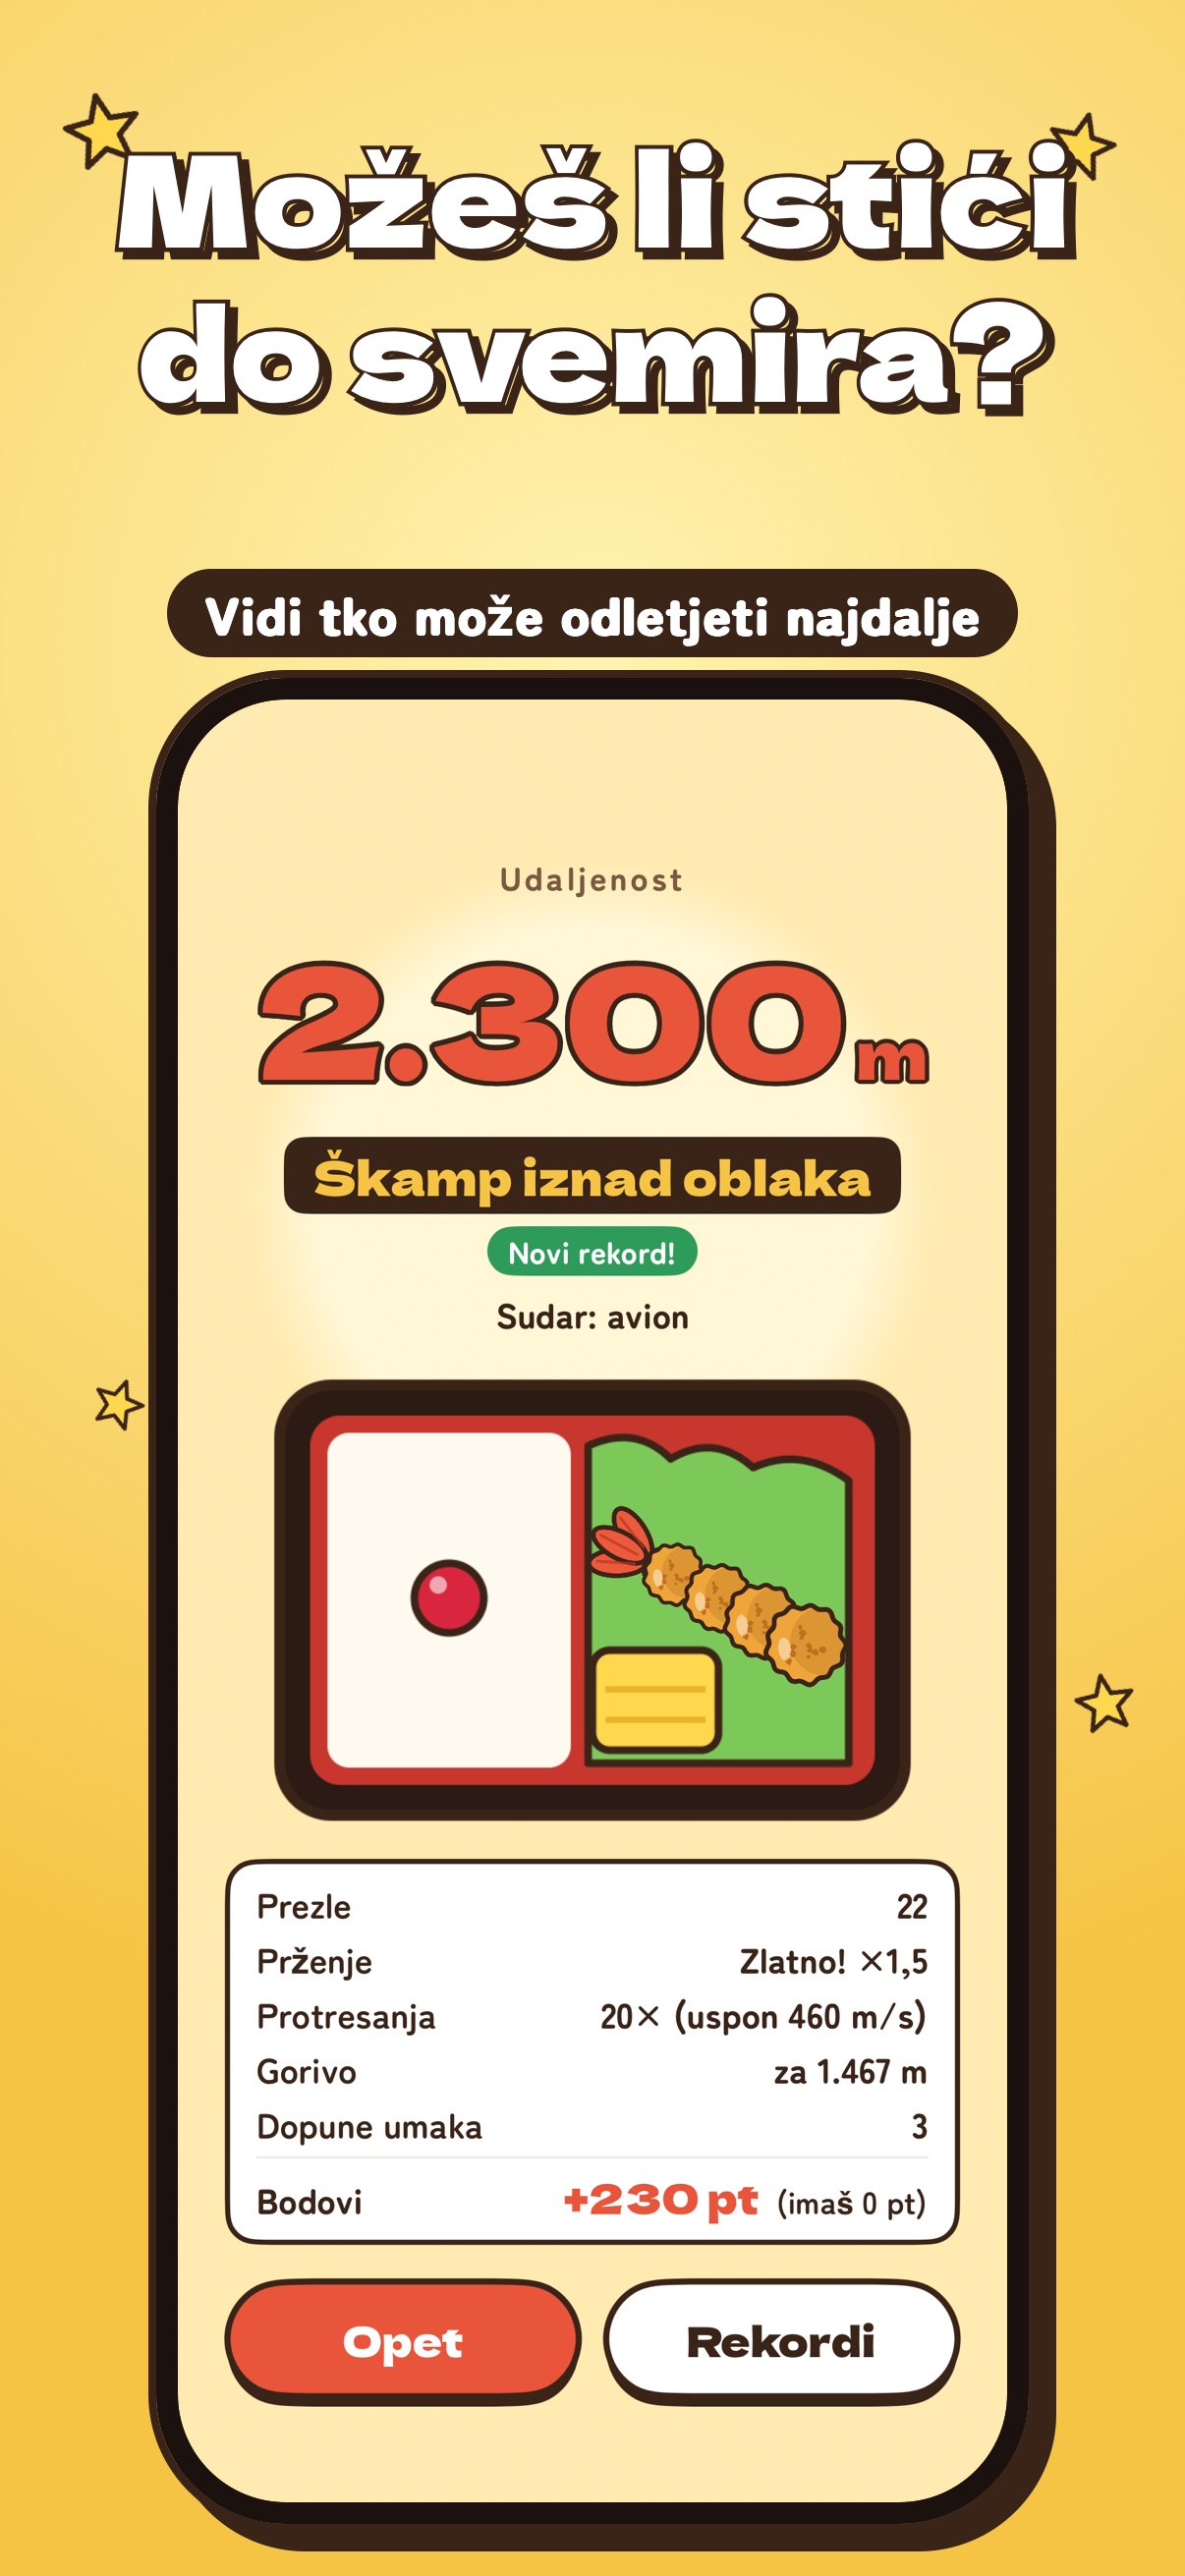 Možeš li stići
do svemira?
Vidi tko može odletjeti najdalje
Udaljenost
2.300 m
Škamp iznad oblaka
Novi rekord!
Sudar: avion
Prezle 22
Prženje Zlatno! ×1,5
Protresanja 20× (uspon 460 m/s)
Gorivo za 1.467 m
Dopune umaka 3
Bodovi +230 pt (imaš 0 pt)
Opet Rekordi